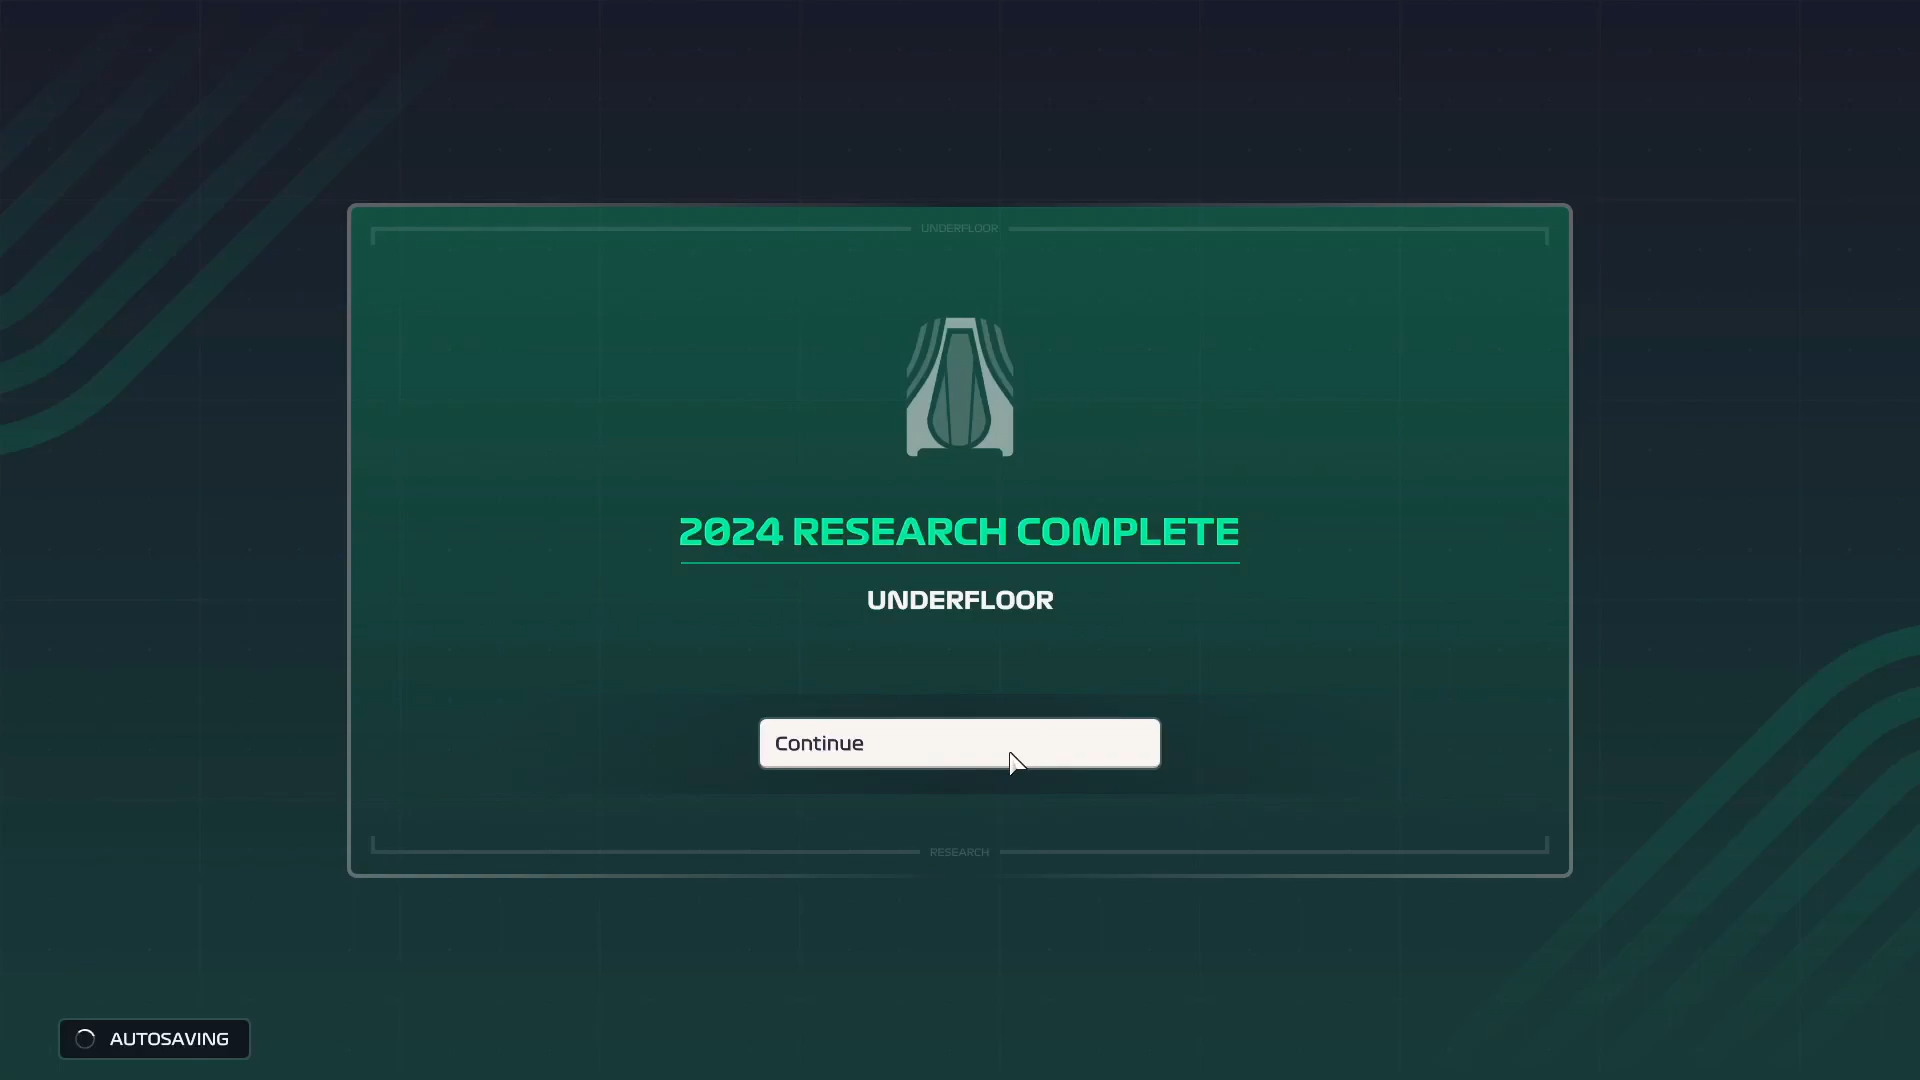 UNDERFLOOR
2024 RESEARCH COMPLETE
UNDERFLOOR
Continue
RESEARCH
AUTOSAVING